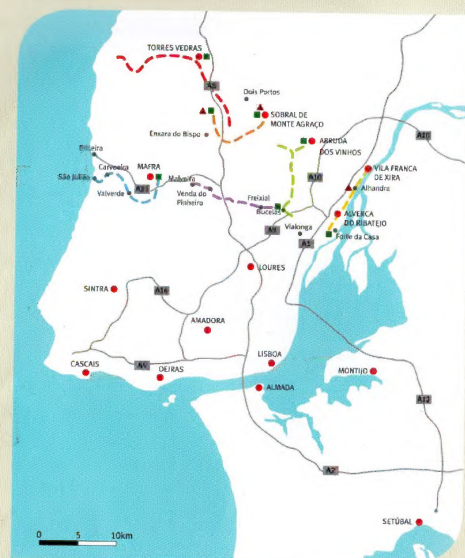 TORRES VEDRAS
A8
Dois Portos
SOBRAL DE
MONTE AGRAÇO
Enxara do Bispo
ARRUDA
DOS VINHOS
A10
Ericeira
Carvoeira
MAFRA
São Julião
A21
Malveira
Valverde
Venda do
Pinheiro
Freixial
Bucelas
A10
VILA FRANCA
DE XIRA
Alhandra
ALVERCA
DO RIBATEJO
Forte da Casa
Vialonga
A9
A1
LOURES
SINTRA
A16
AMADORA
LISBOA
CASCAIS
A5
OEIRAS
MONTIJO
ALMADA
A12
A2
SETÚBAL
0 5 10km